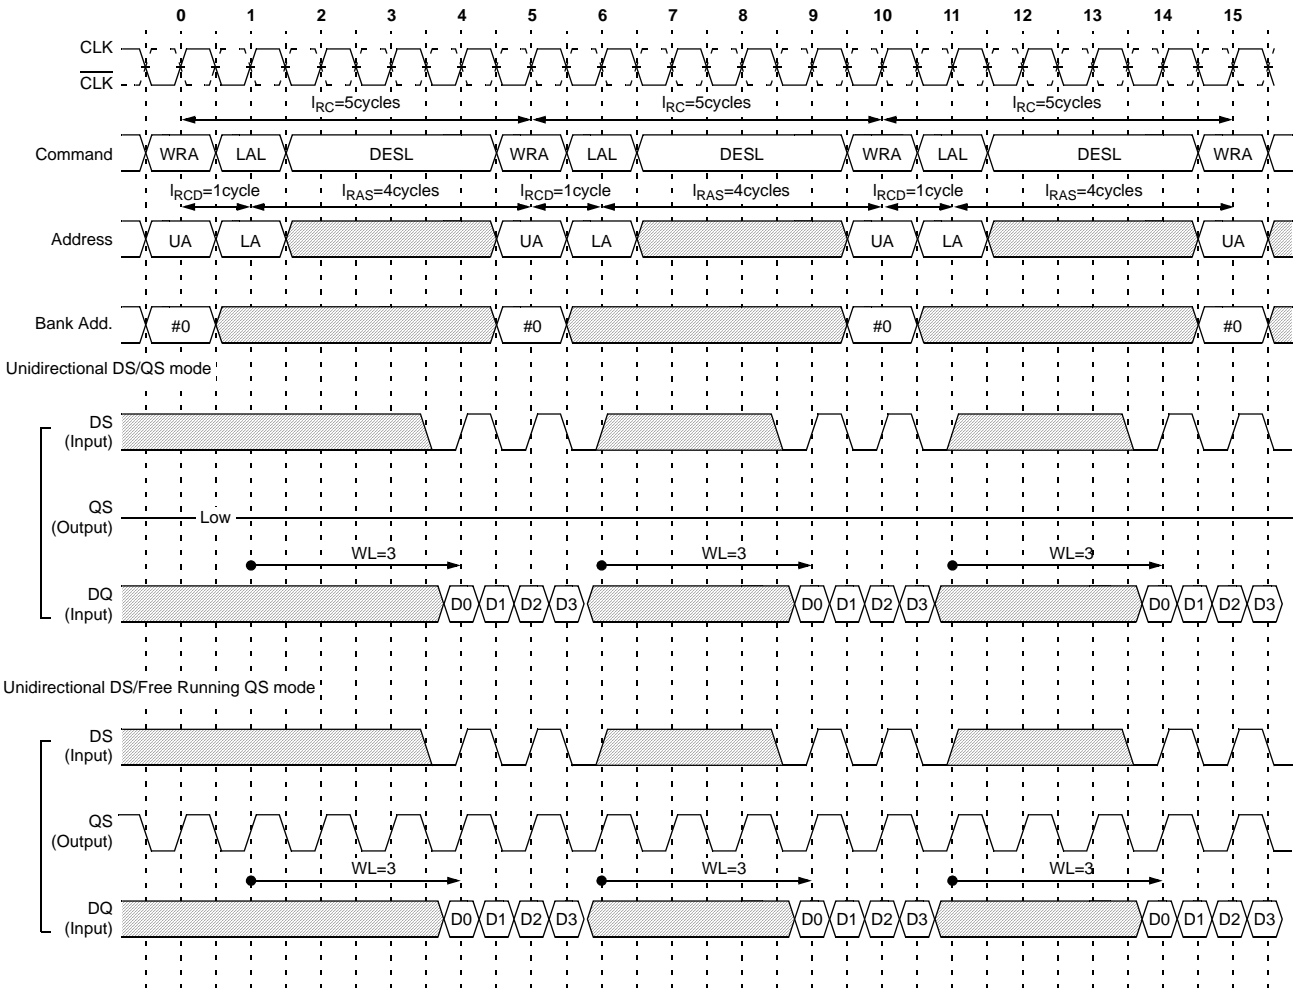 0 1 2 3 4 5 6 7 8 9 10 11 12 13 14 15
CLK
CLK
IRC=5cycles IRC=5cycles IRC=5cycles
Command WRA LAL DESL WRA LAL DESL WRA LAL DESL WRA
IRCD=1cycle IRAS=4cycles IRCD=1cycle IRAS=4cycles IRCD=1cycle IRAS=4cycles
Address UA LA UA LA UA LA UA
Bank Add. #0 #0 #0 #0
Unidirectional DS/QS mode
DS
(Input)
QS
(Output)
Low
WL=3 WL=3 WL=3
DQ
(Input)
D0 D1 D2 D3 D0 D1 D2 D3 D0 D1 D2 D3
Unidirectional DS/Free Running QS mode
DS
(Input)
QS
(Output)
WL=3 WL=3 WL=3
DQ
(Input)
D0 D1 D2 D3 D0 D1 D2 D3 D0 D1 D2 D3